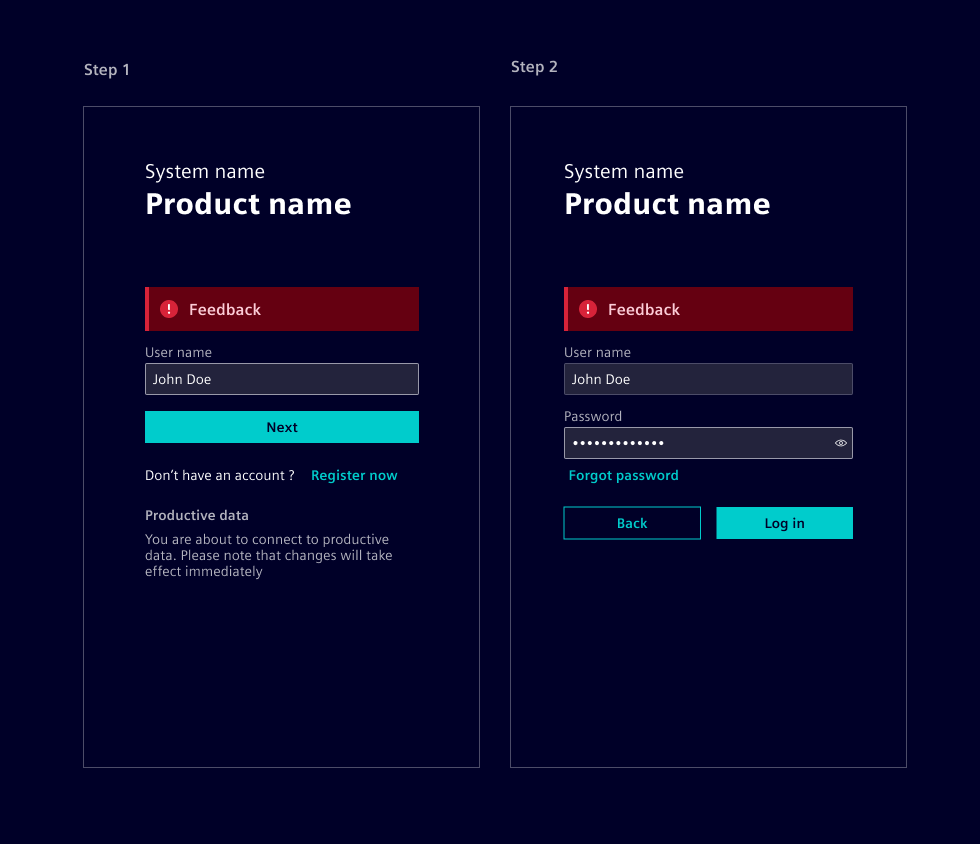 Step 1
System name
Product name
Feedback
User name
John Doe
Next
Don’t have an account ? Register now
Productive data
You are about to connect to productive
data. Please note that changes will take
effect immediately
Step 2
System name
Product name
Feedback
User name
John Doe
Password
•••••••••••••
Forgot password
Back
Log in